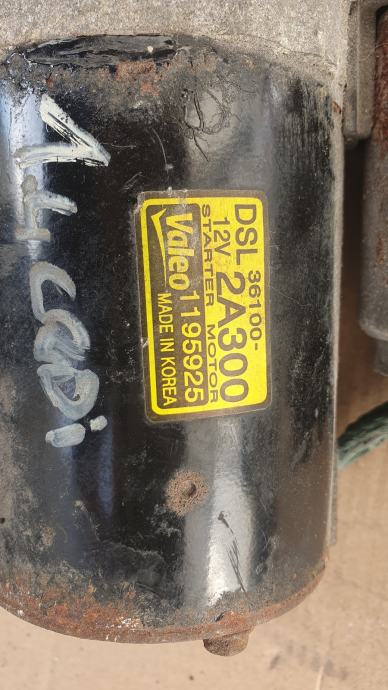 DSL 36100-
12V 2A300
STARTER MOTOR
Valeo 1195925
MADE IN KOREA
1.4 CRDi